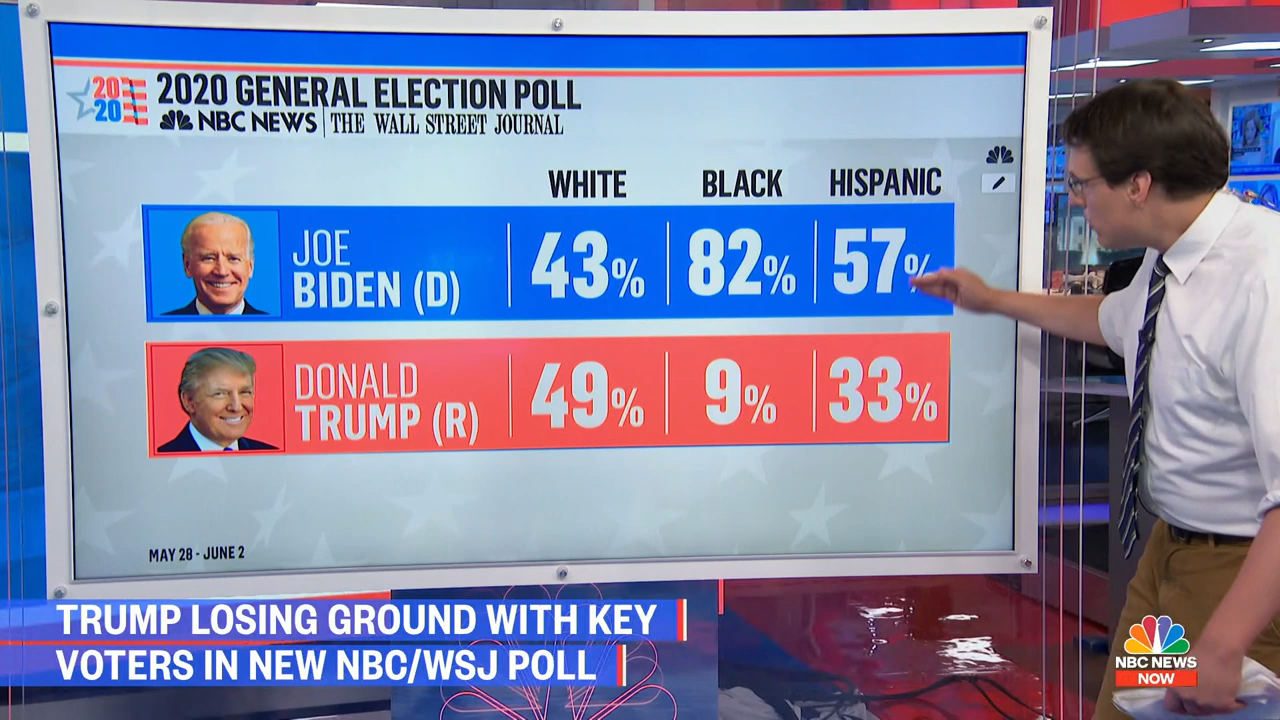 20
20
2020 GENERAL ELECTION POLL
NBC NEWS THE WALL STREET JOURNAL
WHITE BLACK HISPANIC
JOE
BIDEN (D)
43% 82% 57%
DONALD
TRUMP (R)
49% 9% 33%
MAY 28 - JUNE 2
TRUMP LOSING GROUND WITH KEY
VOTERS IN NEW NBC/WSJ POLL
NBC NEWS
NOW